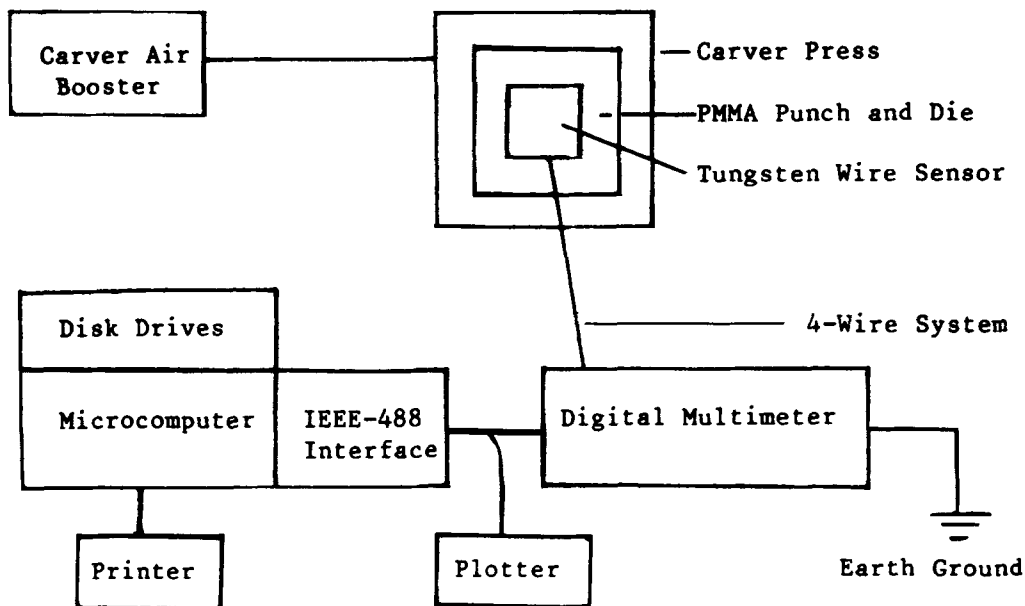 Carver Air
Booster
Carver Press
PMMA Punch and Die
Tungsten Wire Sensor
4-Wire System
Disk Drives
Microcomputer
IEEE-488
Interface
Digital Multimeter
Printer
Plotter
Earth Ground